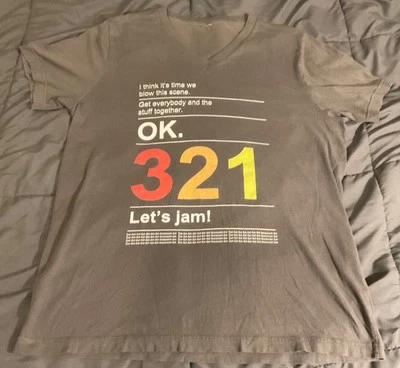 I think it's time we
blow this scene.
Get everybody and the
stuff together.
OK.
321
Let's jam!